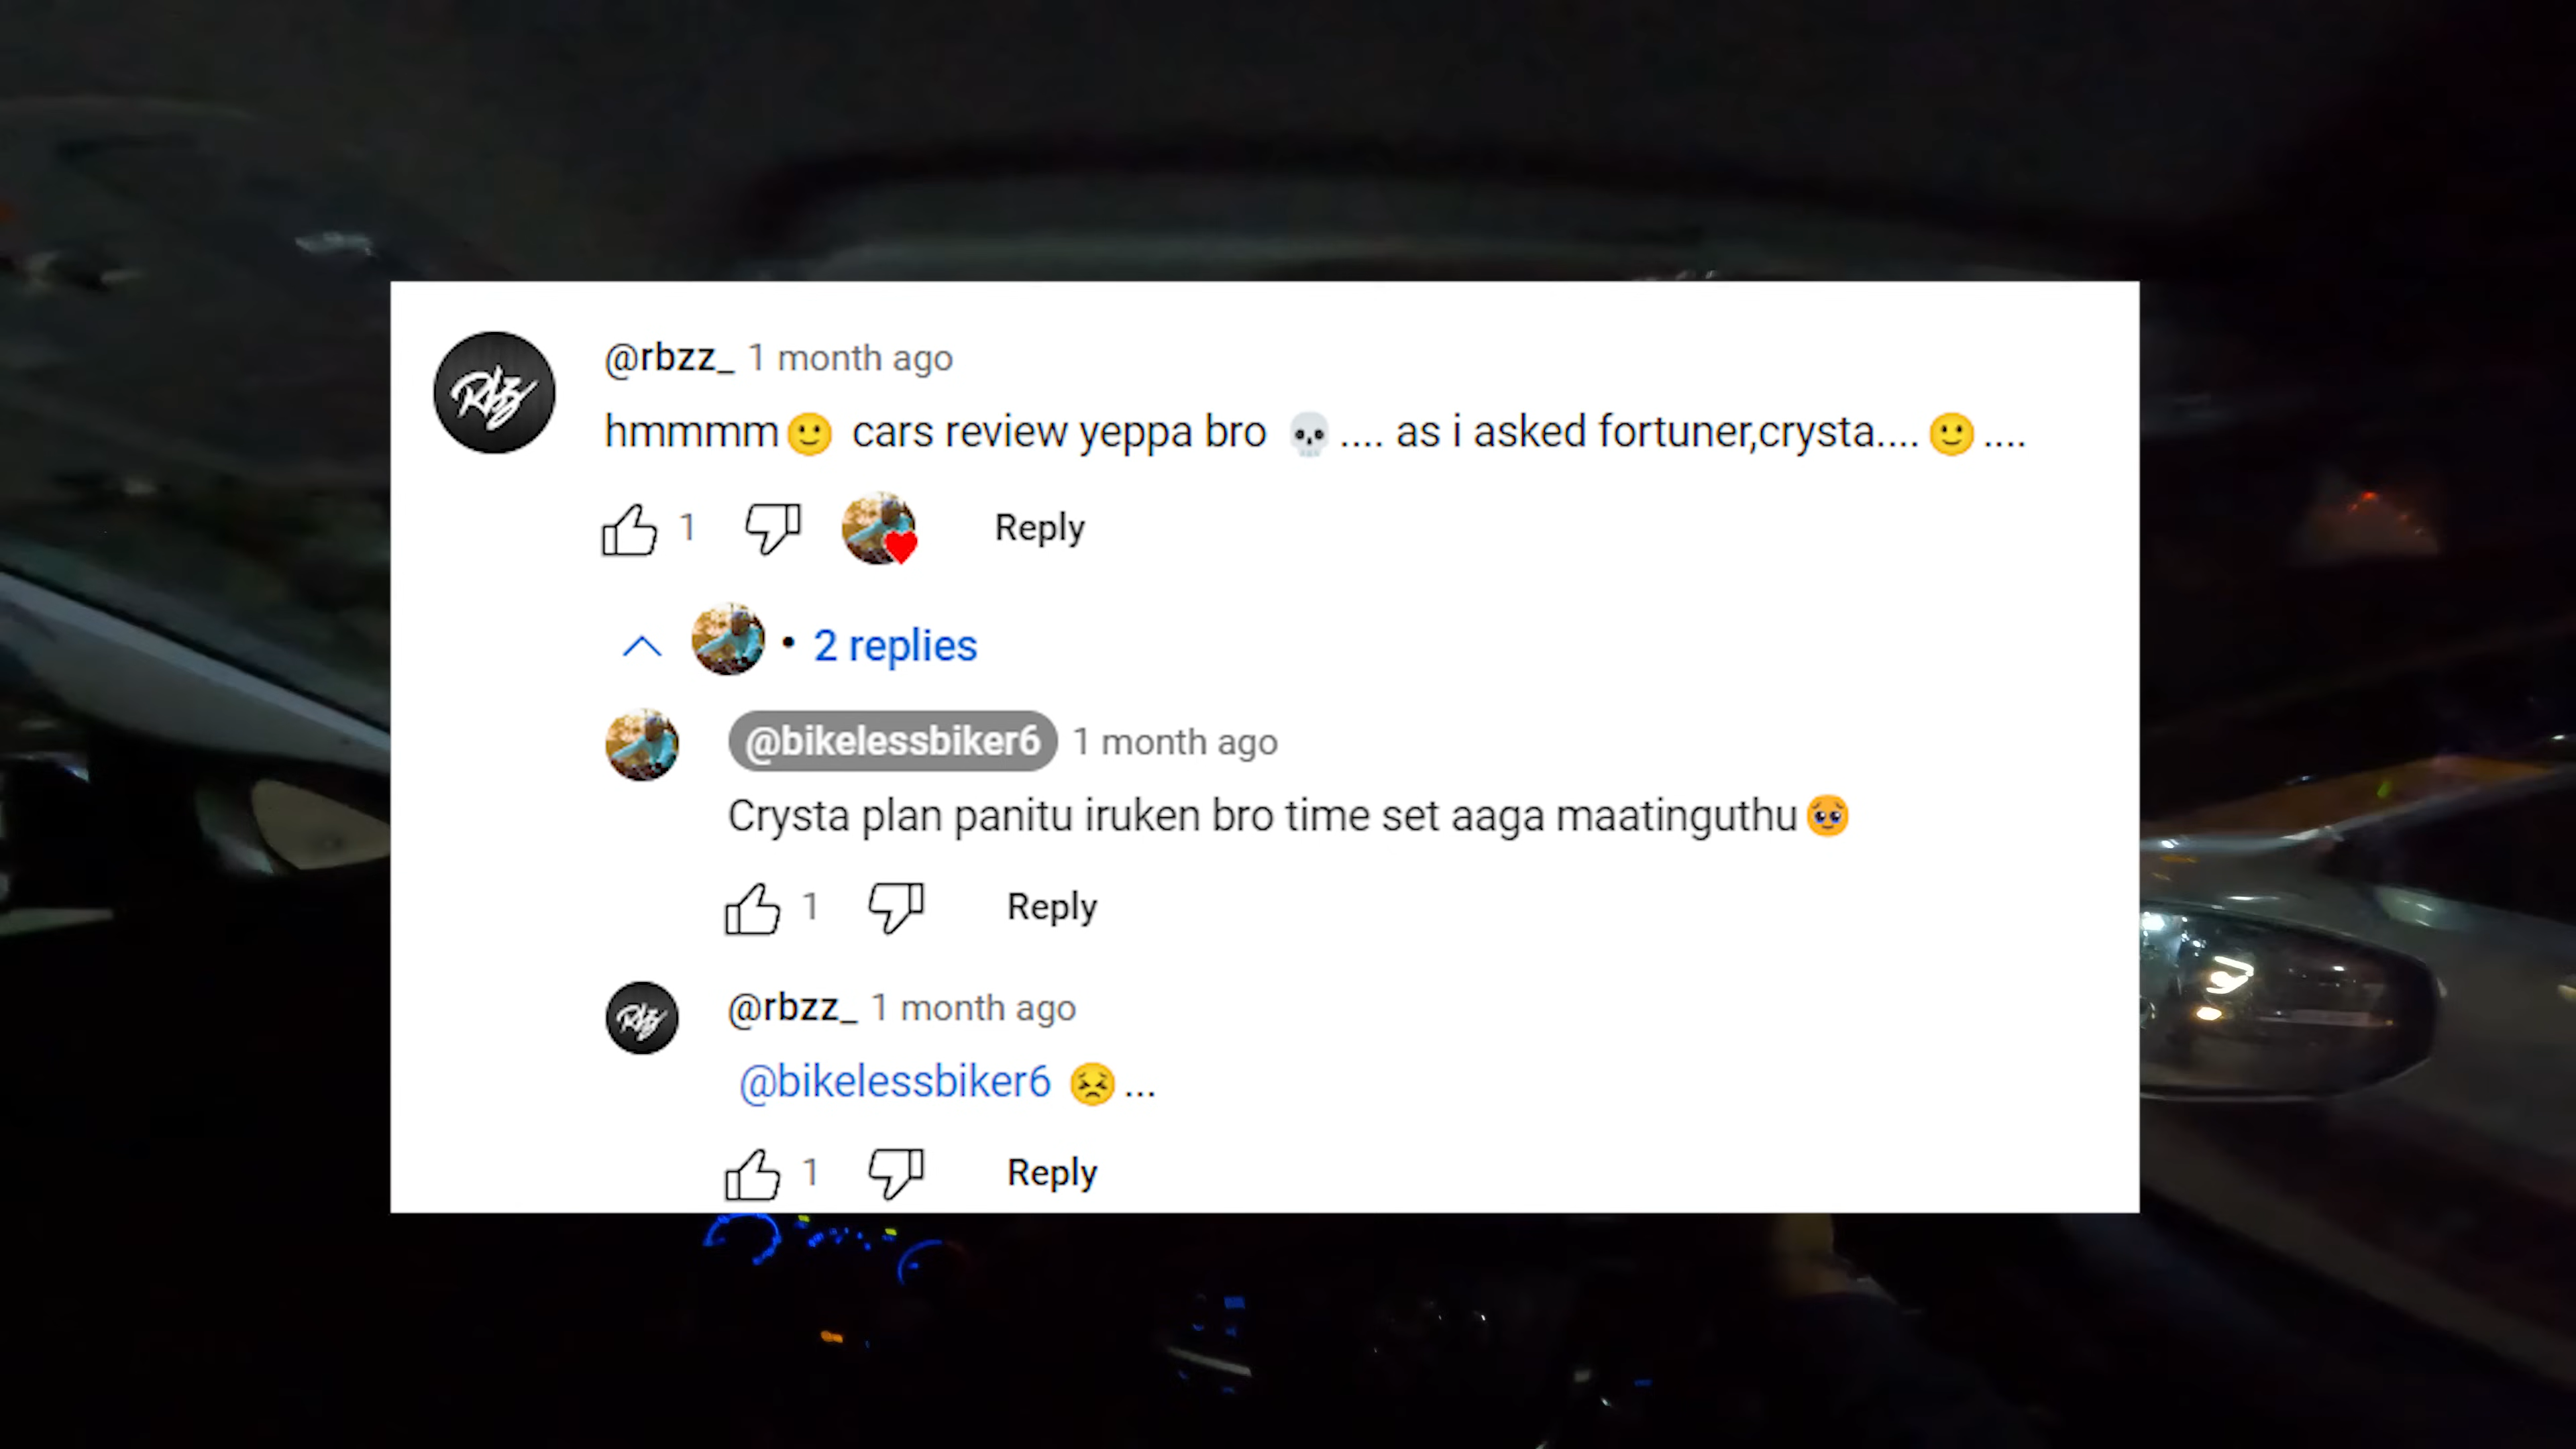 Rbz
@rbzz_ 1 month ago
hmmmm🙂 cars review yeppa bro 💀.... as i asked fortuner,crysta....🙂....
1 Reply
• 2 replies
@bikelessbiker6 1 month ago
Crysta plan panitu iruken bro time set aaga maatinguthu🥺
1 Reply
Rbz
@rbzz_ 1 month ago
@bikelessbiker6 😣...
1 Reply